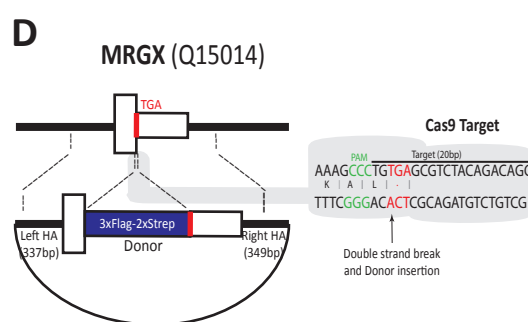 D
MRGX (Q15014)
TGA
Cas9 Target
PAM
Target (20bp)
AAAGCCCTGTGAGCGTCTACAGACAGC
K | A | L | · |
TTTCGGGACACTCGCAGATGTCTGTCG
3xFlag-2xStrep
Left HA
(337bp)
Donor
Right HA
(349bp)
Double strand break
and Donor insertion